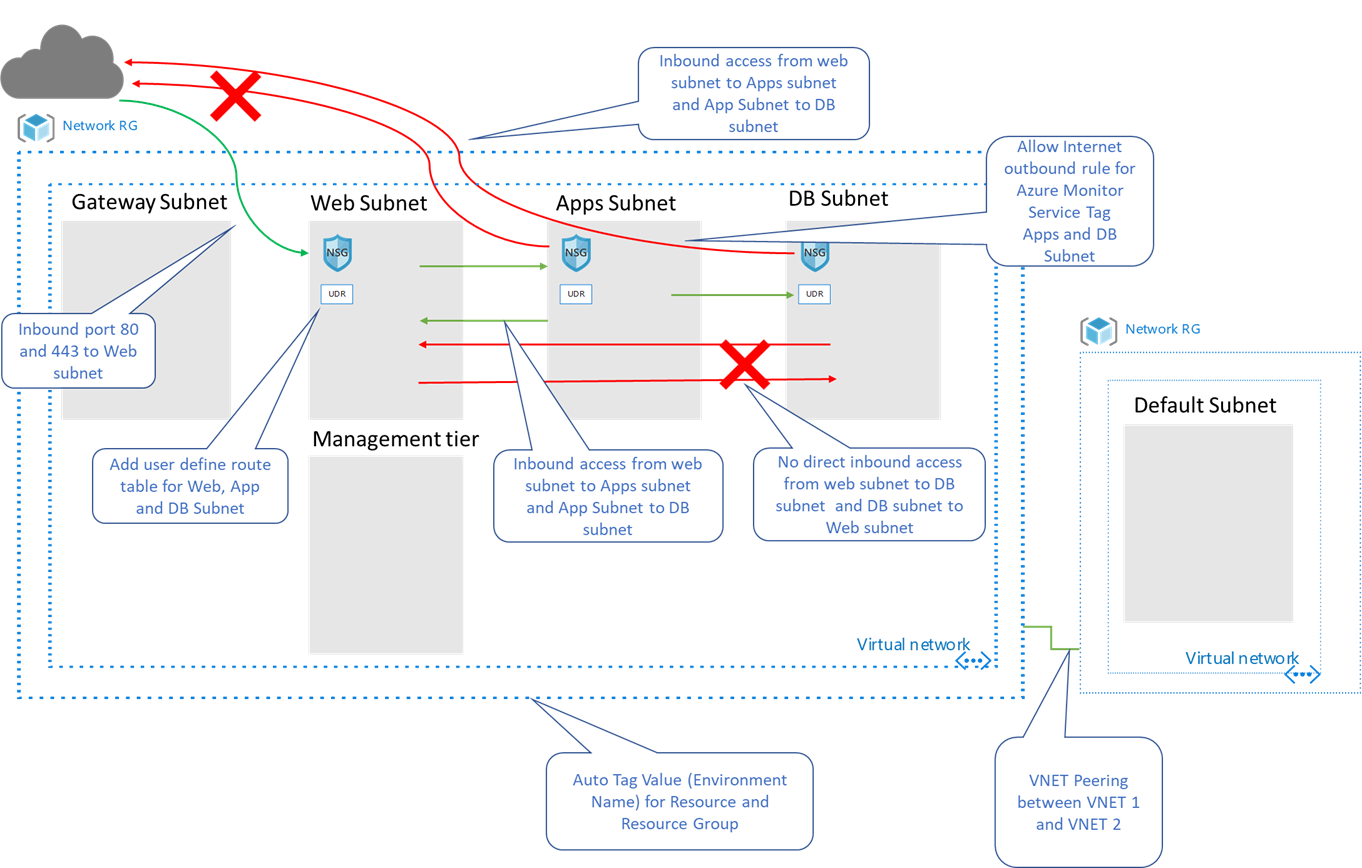 Inbound access from web
subnet to Apps subnet
and App Subnet to DB
subnet
Network RG
Allow Internet
outbound rule for
Azure Monitor
Service Tag
Apps and DB
Subnet
Gateway Subnet
Web Subnet
Apps Subnet
DB Subnet
NSG
NSG
NSG
UDR
UDR
UDR
Inbound port 80
and 443 to Web
subnet
Network RG
Default Subnet
Management tier
Add user define route
table for Web, App
and DB Subnet
Inbound access from web
subnet to Apps subnet
and App Subnet to DB
subnet
No direct inbound access
from web subnet to DB
subnet and DB subnet to
Web subnet
Virtual network
Virtual network
Auto Tag Value (Environment
Name) for Resource and
Resource Group
VNET Peering
between VNET 1
and VNET 2